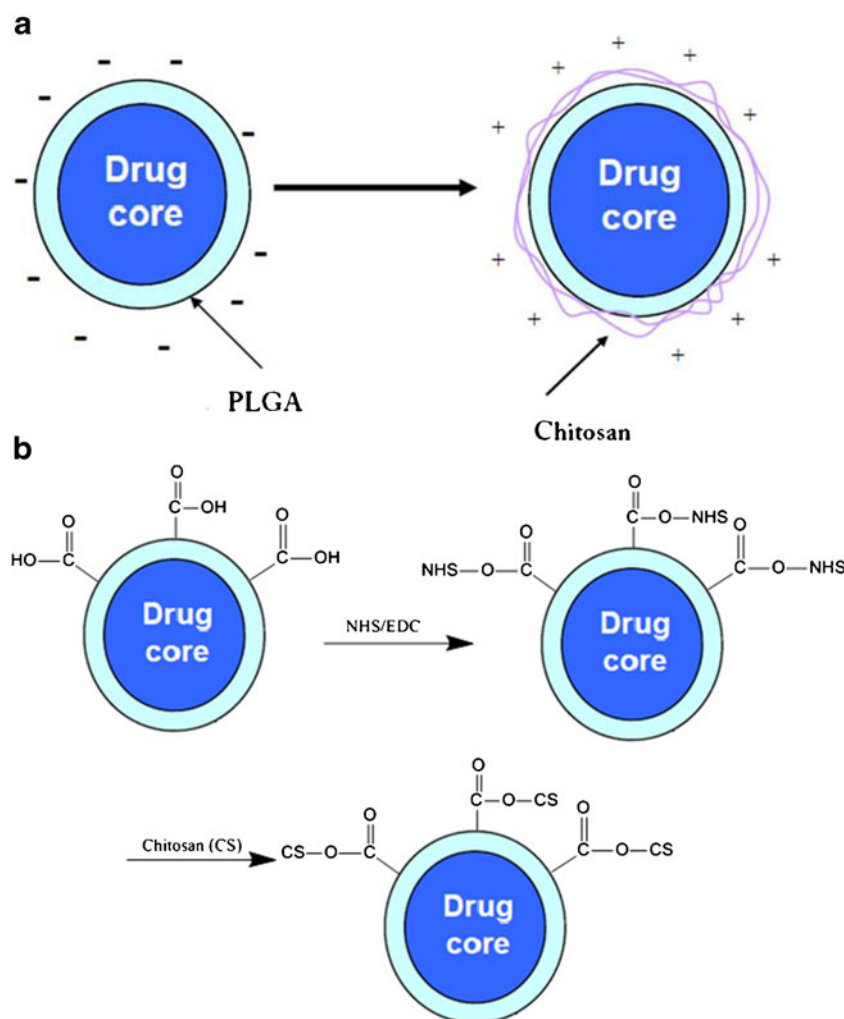 a
- - - - - - - - - - - -
Drug
core
PLGA
+ + + + + + + + + + +
Drug
core
Chitosan
b
O
C—OH
O
HO—C
O
C—OH
Drug
core
NHS/EDC
O
C—O—NHS
O
NHS—O—C
O
C—O—NHS
Drug
core
Chitosan (CS)
O
C—O—CS
O
CS—O—C
O
C—O—CS
Drug
core